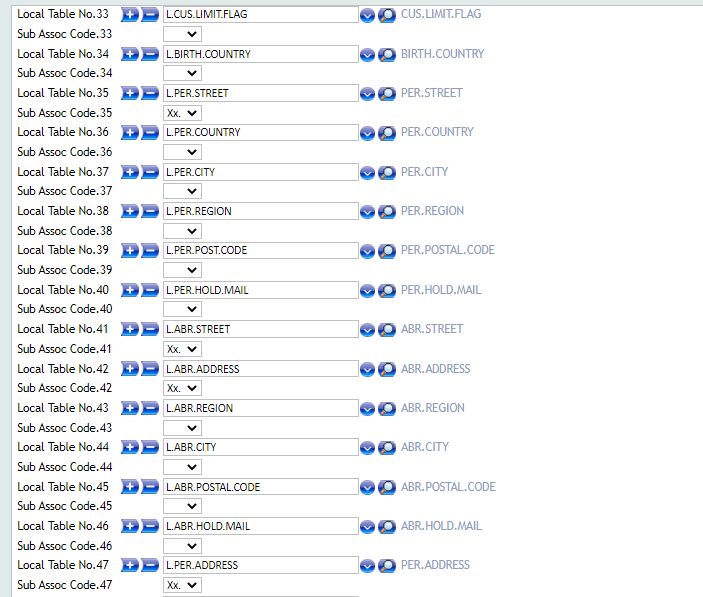 Local Table No.33 L.CUS.LIMIT.FLAG CUS.LIMIT.FLAG
Sub Assoc Code.33
Local Table No.34 L.BIRTH.COUNTRY BIRTH.COUNTRY
Sub Assoc Code.34
Local Table No.35 L.PER.STREET PER.STREET
Sub Assoc Code.35 Xx.
Local Table No.36 L.PER.COUNTRY PER.COUNTRY
Sub Assoc Code.36
Local Table No.37 L.PER.CITY PER.CITY
Sub Assoc Code.37
Local Table No.38 L.PER.REGION PER.REGION
Sub Assoc Code.38
Local Table No.39 L.PER.POST.CODE PER.POSTAL.CODE
Sub Assoc Code.39
Local Table No.40 L.PER.HOLD.MAIL PER.HOLD.MAIL
Sub Assoc Code.40
Local Table No.41 L.ABR.STREET ABR.STREET
Sub Assoc Code.41 Xx.
Local Table No.42 L.ABR.ADDRESS ABR.ADDRESS
Sub Assoc Code.42 Xx.
Local Table No.43 L.ABR.REGION ABR.REGION
Sub Assoc Code.43
Local Table No.44 L.ABR.CITY ABR.CITY
Sub Assoc Code.44
Local Table No.45 L.ABR.POSTAL.CODE ABR.POSTAL.CODE
Sub Assoc Code.45
Local Table No.46 L.ABR.HOLD.MAIL ABR.HOLD.MAIL
Sub Assoc Code.46
Local Table No.47 L.PER.ADDRESS PER.ADDRESS
Sub Assoc Code.47 Xx.